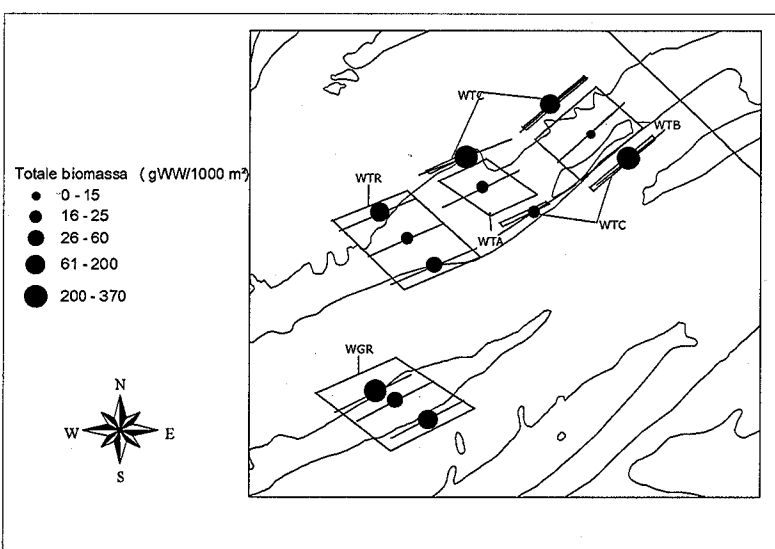 Totale biomassa ( gWW/1000 m³)
0 - 15
16 - 25
26 - 60
61 - 200
200 - 370
N
W E
S
WTC
WTB
WTR
WTA
WTC
WGR